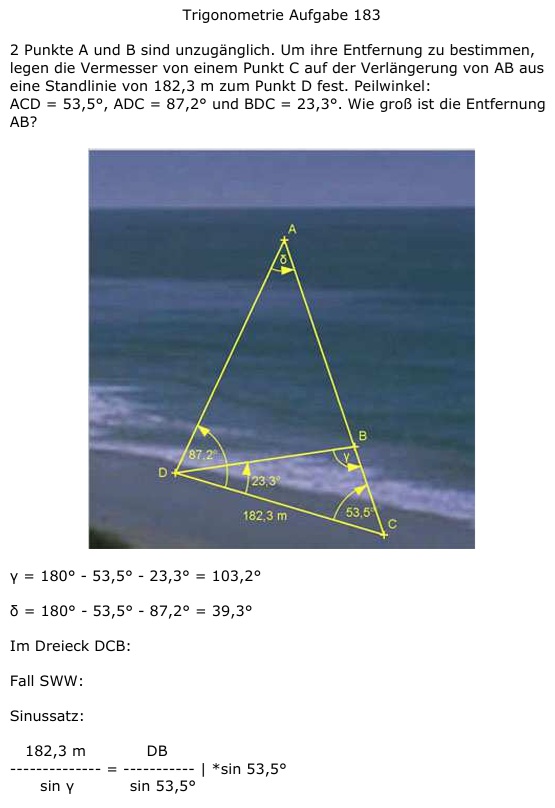 Trigonometrie Aufgabe 183
2 Punkte A und B sind unzugänglich. Um ihre Entfernung zu bestimmen,
legen die Vermesser von einem Punkt C auf der Verlängerung von AB aus
eine Standlinie von 182,3 m zum Punkt D fest. Peilwinkel:
ACD = 53,5°, ADC = 87,2° und BDC = 23,3°. Wie groß ist die Entfernung
AB?
A
δ
B
87,2°
γ
D
23,3°
53,5°
182,3 m
C
γ = 180° - 53,5° - 23,3° = 103,2°
δ = 180° - 53,5° - 87,2° = 39,3°
Im Dreieck DCB:
Fall SWW:
Sinussatz:
182,3 m DB
-------------- = ----------- | *sin 53,5°
sin γ sin 53,5°